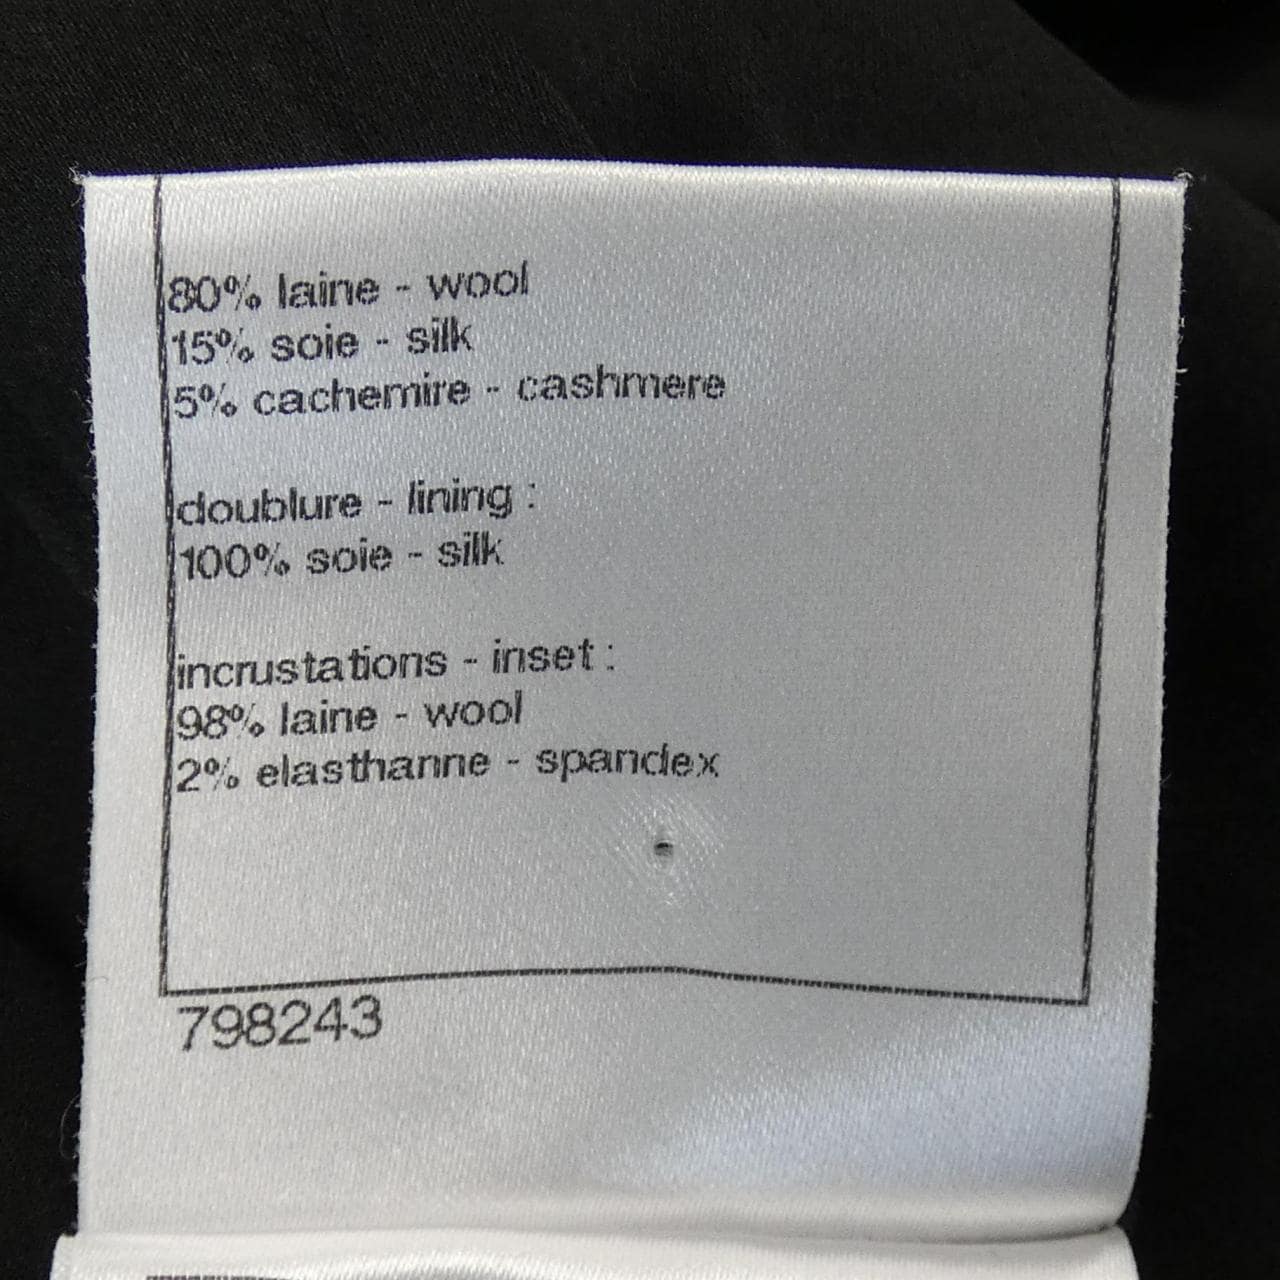 80% laine - wool
15% soie - silk
5% cachemire - cashmere
doublure - lining :
100% soie - silk
incrustations - inset :
98% laine - wool
2% elasthanne - spandex
798243